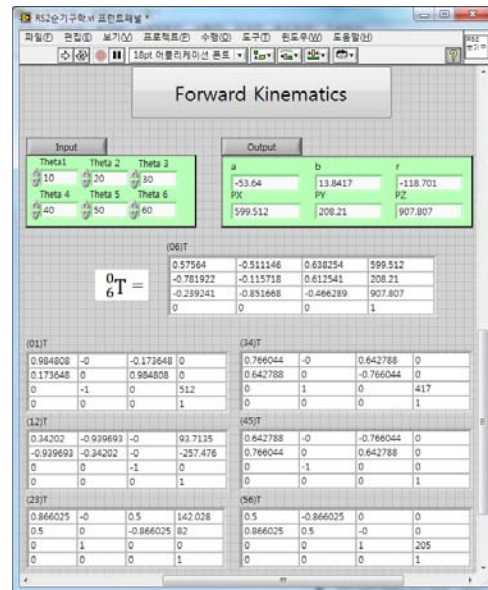 RS2순기구학.vi 프런트패널 *
파일(F) 편집(E) 보기(V) 프로젝트(P) 수행(O) 도구(T) 윈도우(W) 도움말(H)
18pt 어플리케이션 폰트
RS2
Forward Kinematics
Input Output
Theta1 Theta 2 Theta 3
10 20 30
Theta 4 Theta 5 Theta 6
40 50 60
a b r
-53.64 13.8417 -118.701
PX PY PZ
599.512 208.21 907.807
(06)T
0.57564 -0.511146 0.638254 599.512
-0.781922 -0.115718 0.612541 208.21
-0.239241 -0.851668 -0.466289 907.807
0 0 0 1
⁰₆T =
(01)T
0.984808 -0 -0.173648 0
0.173648 0 0.984808 0
0 -1 0 512
0 0 0 1
(34)T
0.766044 -0 0.642788 0
0.642788 0 -0.766044 0
0 1 0 417
0 0 0 1
(12)T
0.34202 -0.939693 -0 93.7135
-0.939693 -0.34202 -0 -257.476
0 0 -1 0
0 0 0 1
(45)T
0.642788 -0 -0.766044 0
0.766044 0 0.642788 0
0 -1 0 0
0 0 0 1
(23)T
0.866025 -0 0.5 142.028
0.5 0 -0.866025 82
0 1 0 0
0 0 0 1
(56)T
0.5 -0.866025 0 0
0.866025 0.5 -0 0
0 0 1 205
0 0 0 1